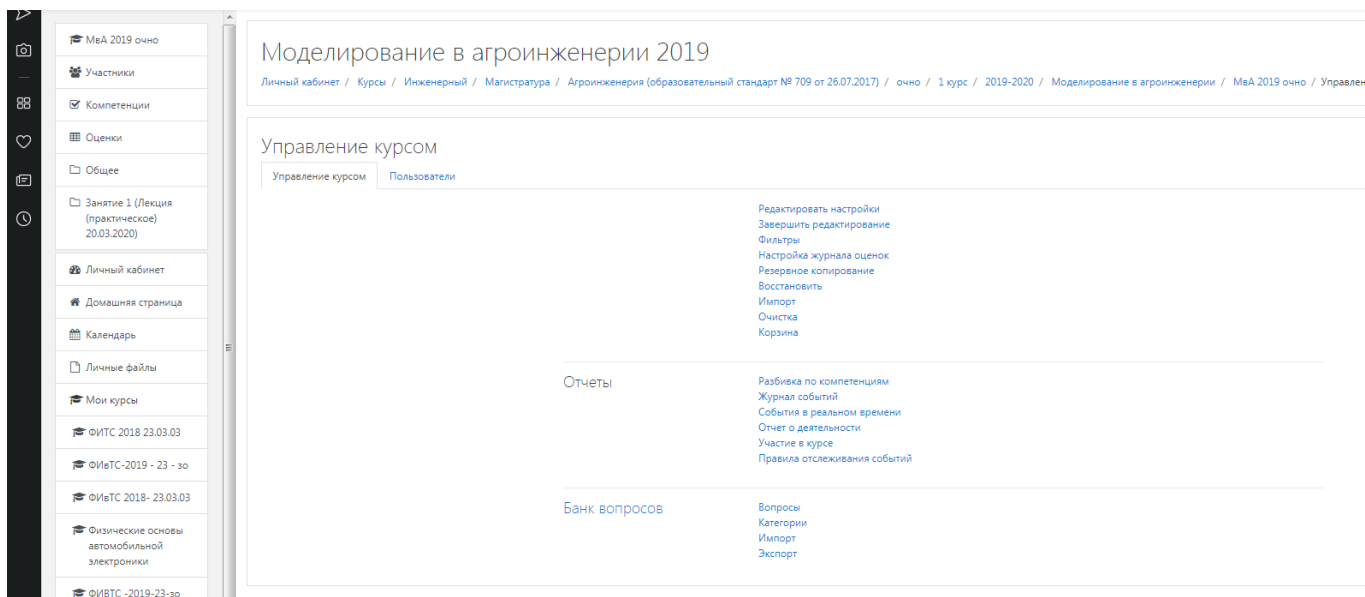 МвА 2019 очно
Участники
Компетенции
Оценки
Общее
Занятие 1 (Лекция
(практическое)
20.03.2020)
Личный кабинет
Домашняя страница
Календарь
Личные файлы
Мои курсы
ФИТС 2018 23.03.03
ФИвТС-2019 - 23 - зо
ФИвТС 2018- 23.03.03
Физические основы
автомобильной
электроники
ФИВТС -2019-23-зо
Моделирование в агроинженерии 2019
Личный кабинет / Курсы / Инженерный / Магистратура / Агроинженерия (образовательный стандарт № 709 от 26.07.2017) / очно / 1 курс / 2019-2020 / Моделирование в агроинженерии / МвА 2019 очно / Управлен
Управление курсом
Управление курсом Пользователи
Редактировать настройки
Завершить редактирование
Фильтры
Настройка журнала оценок
Резервное копирование
Восстановить
Импорт
Очистка
Корзина
Отчеты
Разбивка по компетенциям
Журнал событий
События в реальном времени
Отчет о деятельности
Участие в курсе
Правила отслеживания событий
Банк вопросов
Вопросы
Категории
Импорт
Экспорт